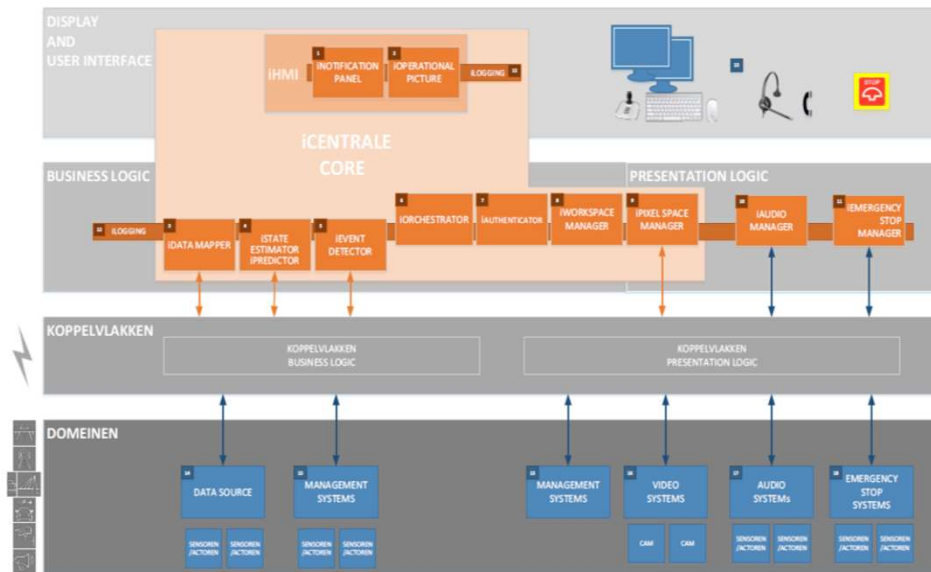 DISPLAY
AND
USER INTERFACE
iHMI
1
iNOTIFICATION
PANEL
2
iOPERATIONAL
PICTURE
iLOGGING
STOP
iCENTRALE
CORE
BUSINESS LOGIC
PRESENTATION LOGIC
12
iLOGGING
3
iDATA MAPPER
4
iSTATE
ESTIMATOR
iPREDICTOR
5
iEVENT
DETECTOR
6
iORCHESTRATOR
7
iAUTHENTICATOR
8
iWORKSPACE
MANAGER
9
iPIXEL SPACE
MANAGER
10
iAUDIO
MANAGER
11
iEMERGENCY
STOP
MANAGER
KOPPELVLAKKEN
KOPPELVLAKKEN
BUSINESS LOGIC
KOPPELVLAKKEN
PRESENTATION LOGIC
DOMEINEN
14
DATA SOURCE
SENSOREN
/ACTOREN
SENSOREN
/ACTOREN
15
MANAGEMENT
SYSTEMS
SENSOREN
/ACTOREN
SENSOREN
/ACTOREN
15
MANAGEMENT
SYSTEMS
16
VIDEO
SYSTEMS
CAM
CAM
17
AUDIO
SYSTEMs
SENSOREN
/ACTOREN
SENSOREN
/ACTOREN
18
EMERGENCY
STOP
SYSTEMS
SENSOREN
/ACTOREN
SENSOREN
/ACTOREN